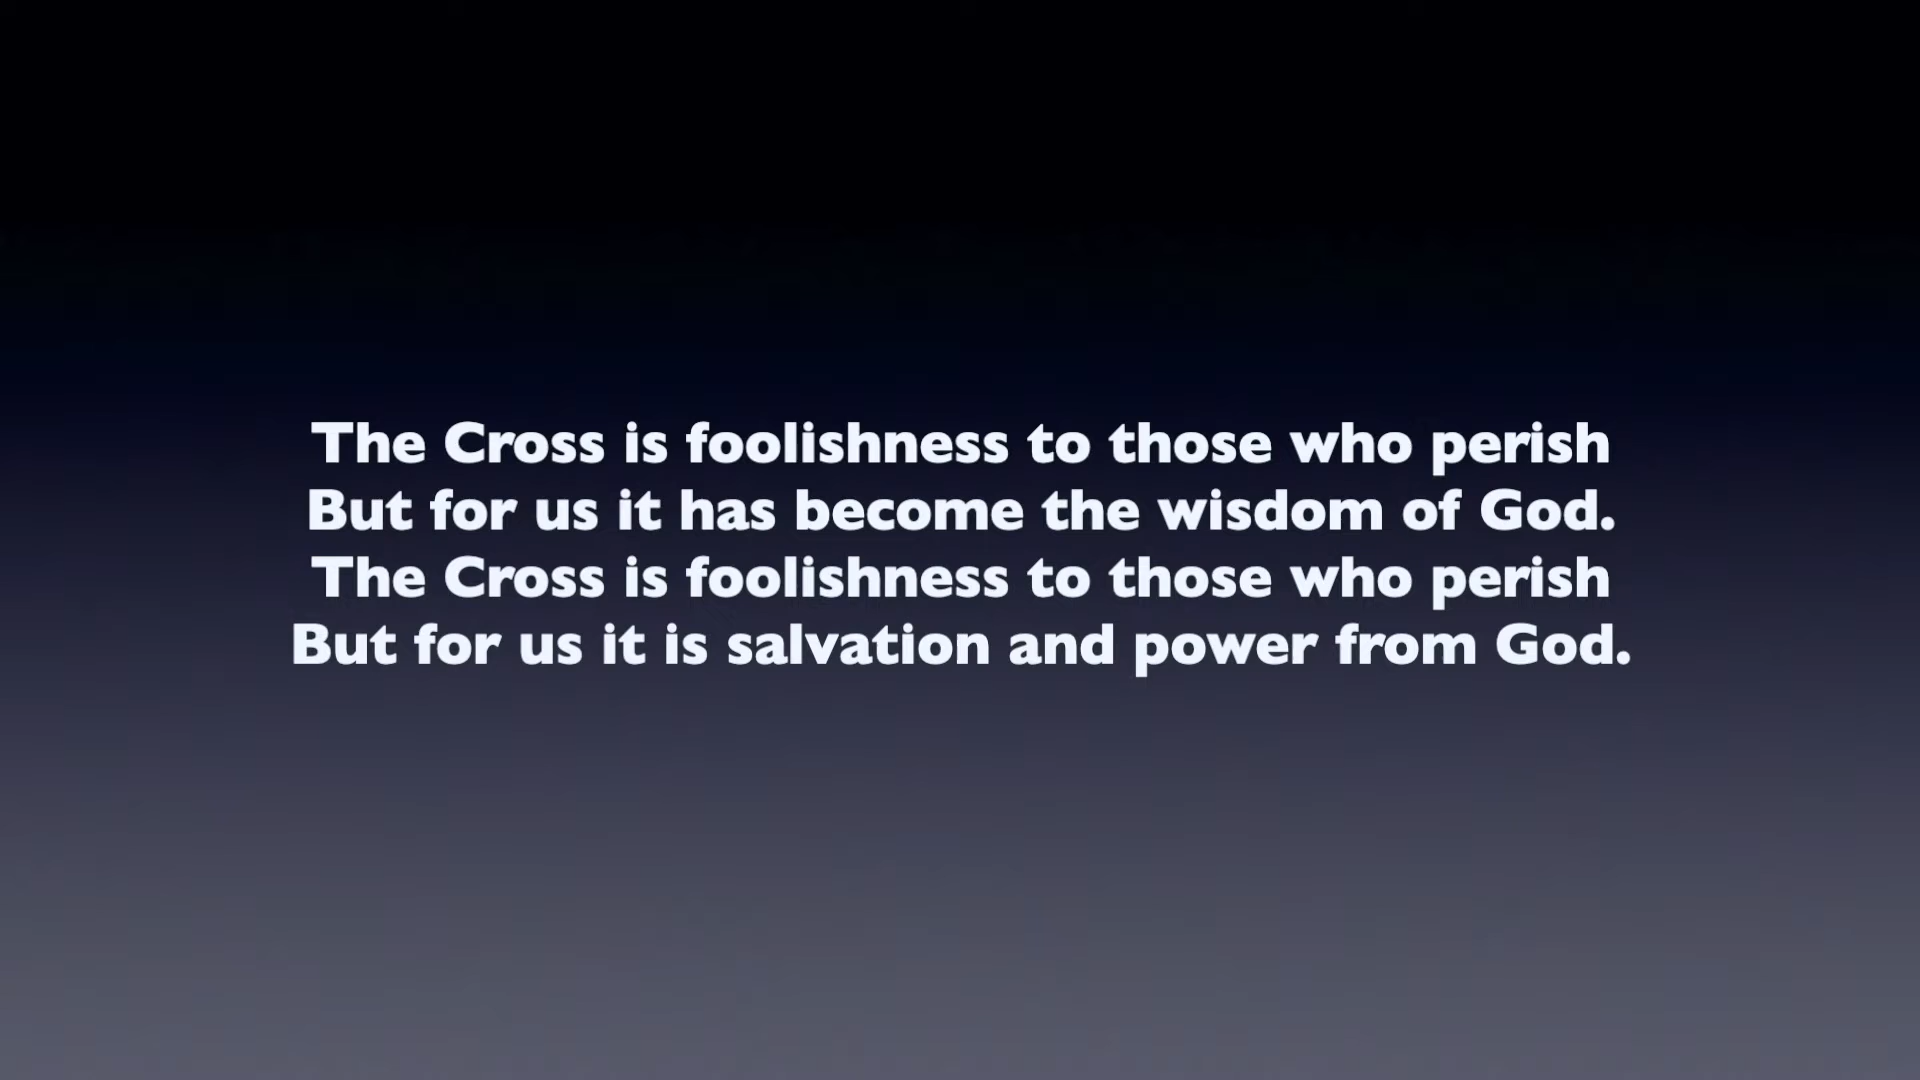 The Cross is foolishness to those who perish
But for us it has become the wisdom of God.
The Cross is foolishness to those who perish
But for us it is salvation and power from God.